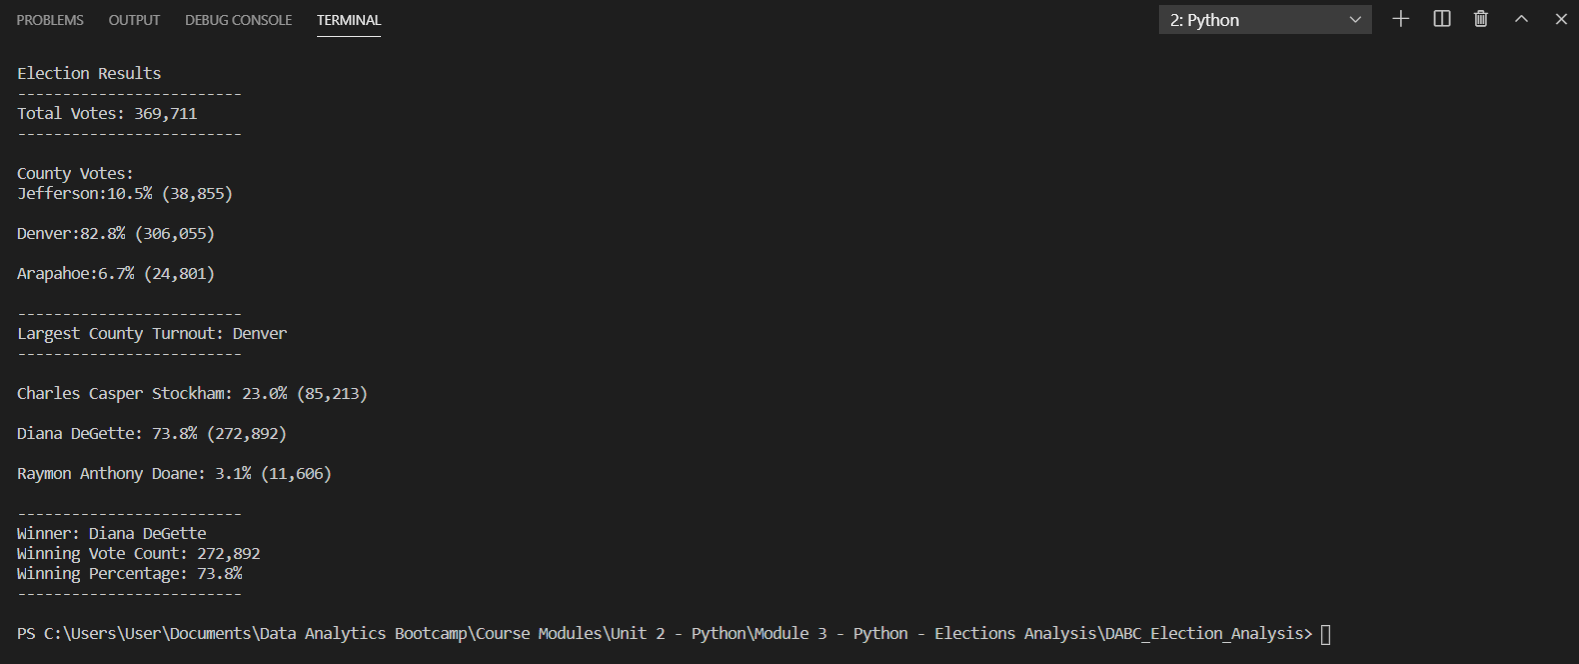 PROBLEMS OUTPUT DEBUG CONSOLE TERMINAL 2: Python
Election Results
-------------------------
Total Votes: 369,711
-------------------------
County Votes:
Jefferson:10.5% (38,855)
Denver:82.8% (306,055)
Arapahoe:6.7% (24,801)
-------------------------
Largest County Turnout: Denver
-------------------------
Charles Casper Stockham: 23.0% (85,213)
Diana DeGette: 73.8% (272,892)
Raymon Anthony Doane: 3.1% (11,606)
-------------------------
Winner: Diana DeGette
Winning Vote Count: 272,892
Winning Percentage: 73.8%
-------------------------
PS C:\Users\User\Documents\Data Analytics Bootcamp\Course Modules\Unit 2 - Python\Module 3 - Python - Elections Analysis\DABC_Election_Analysis>